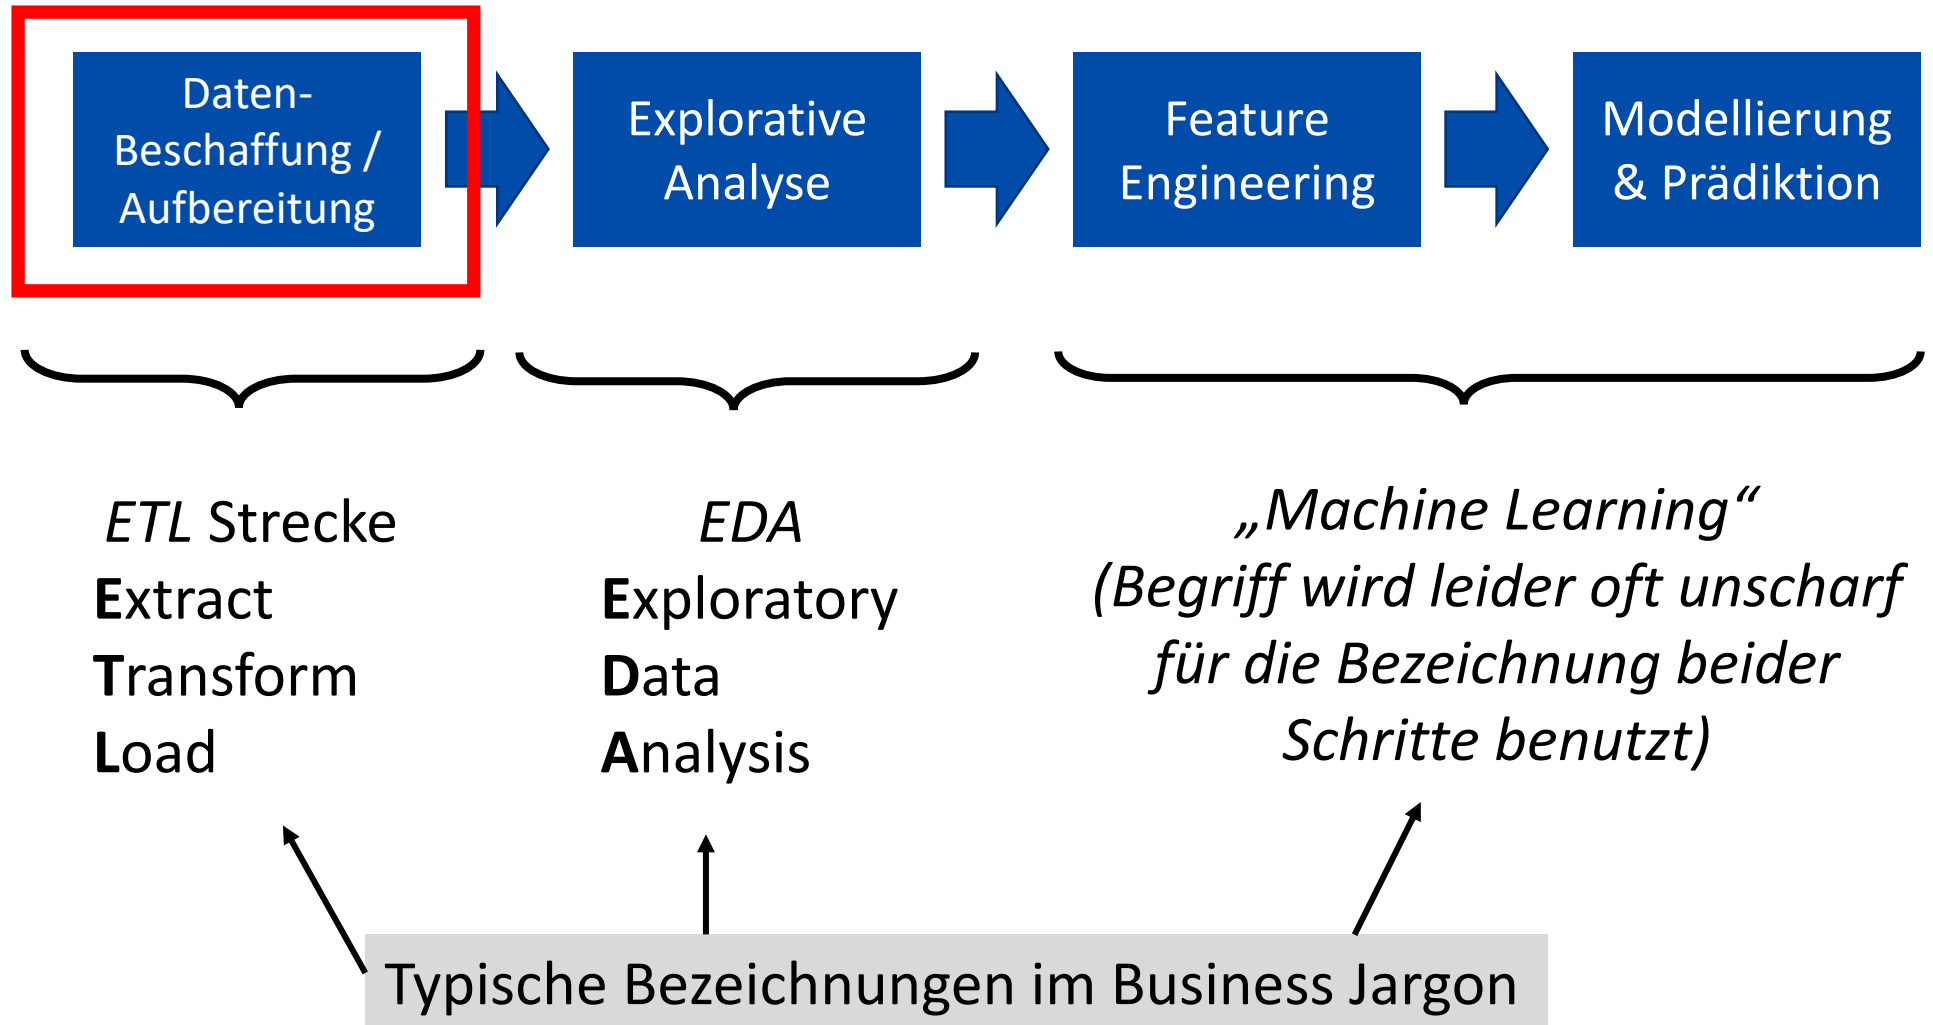 Daten-
Beschaffung /
Aufbereitung
Explorative
Analyse
Feature
Engineering
Modellierung
& Prädiktion
ETL Strecke
Extract
Transform
Load
EDA
Exploratory
Data
Analysis
„Machine Learning“
(Begriff wird leider oft unscharf
für die Bezeichnung beider
Schritte benutzt)
Typische Bezeichnungen im Business Jargon